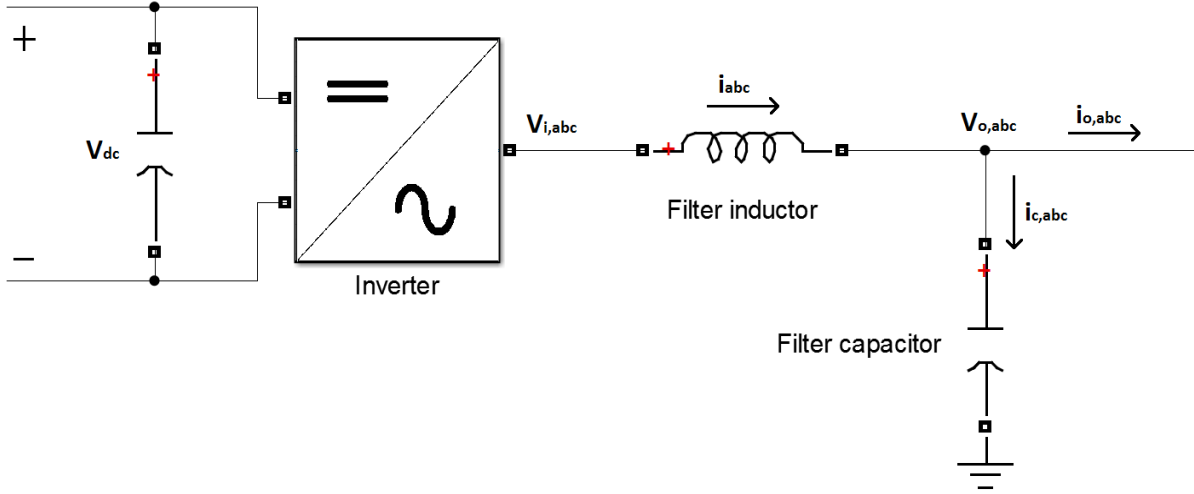 +
Vdc
−
Inverter
Vi,abc
iabc
Filter inductor
Vo,abc
io,abc
ic,abc
Filter capacitor